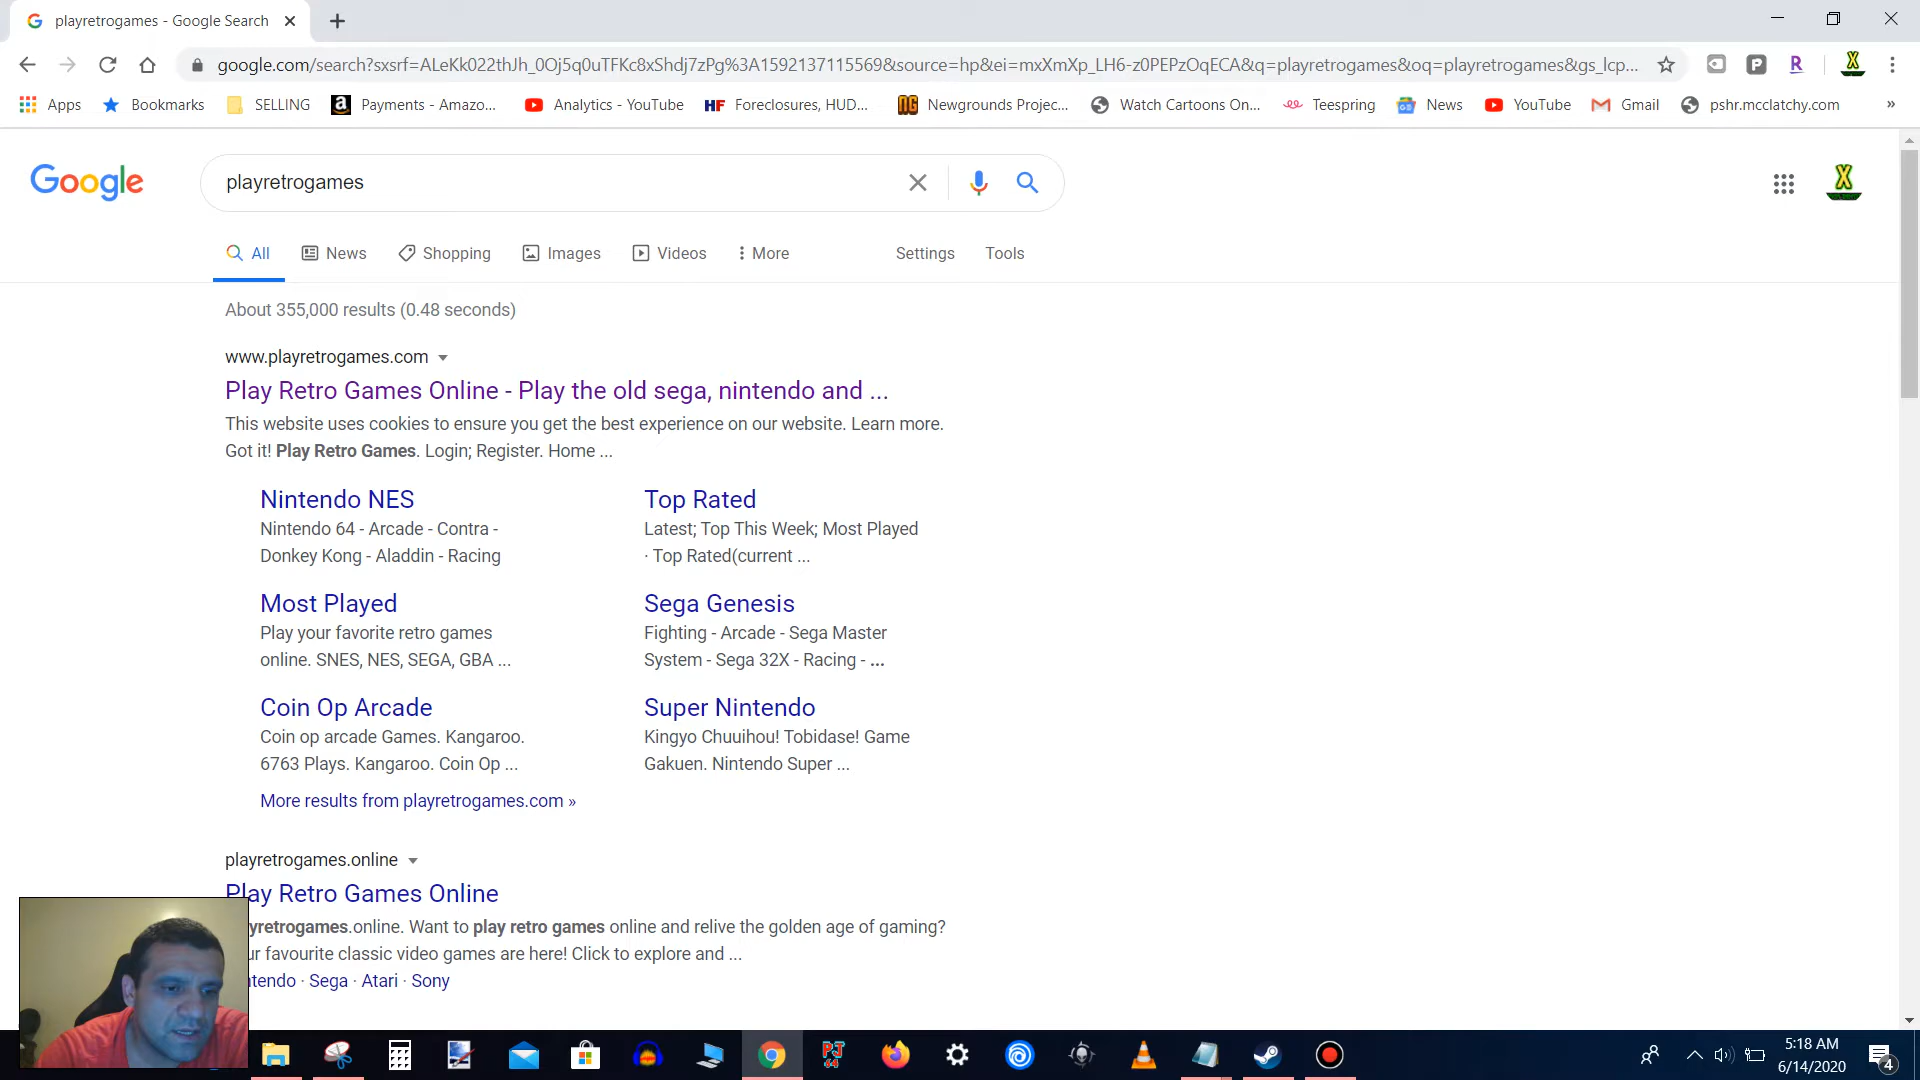 playretrogames - Google Search
google.com/search?sxsrf=ALeKk022thJh_0Oj5q0uTFKc8xShdj7zPg%3A1592137115569&source=hp&ei=mxXmXp_LH6-z0PEPzOqECA&q=playretrogames&oq=playretrogames&gs_lcp...
Apps Bookmarks SELLING Payments - Amazo... Analytics - YouTube HF Foreclosures, HUD... NG Newgrounds Projec... Watch Cartoons On... Teespring News YouTube Gmail pshr.mcclatchy.com »
Google
playretrogames
All News Shopping Images Videos More Settings Tools
About 355,000 results (0.48 seconds)
www.playretrogames.com
Play Retro Games Online - Play the old sega, nintendo and ...
This website uses cookies to ensure you get the best experience on our website. Learn more.
Got it! Play Retro Games. Login; Register. Home ...
Nintendo NES
Nintendo 64 - Arcade - Contra -
Donkey Kong - Aladdin - Racing
Top Rated
Latest; Top This Week; Most Played
· Top Rated(current ...
Most Played
Play your favorite retro games
online. SNES, NES, SEGA, GBA ...
Sega Genesis
Fighting - Arcade - Sega Master
System - Sega 32X - Racing - ...
Coin Op Arcade
Coin op arcade Games. Kangaroo.
6763 Plays. Kangaroo. Coin Op ...
Super Nintendo
Kingyo Chuuihou! Tobidase! Game
Gakuen. Nintendo Super ...
More results from playretrogames.com »
playretrogames.online
Play Retro Games Online
yretrogames.online. Want to play retro games online and relive the golden age of gaming?
ur favourite classic video games are here! Click to explore and ...
ntendo · Sega · Atari · Sony
5:18 AM
6/14/2020
4